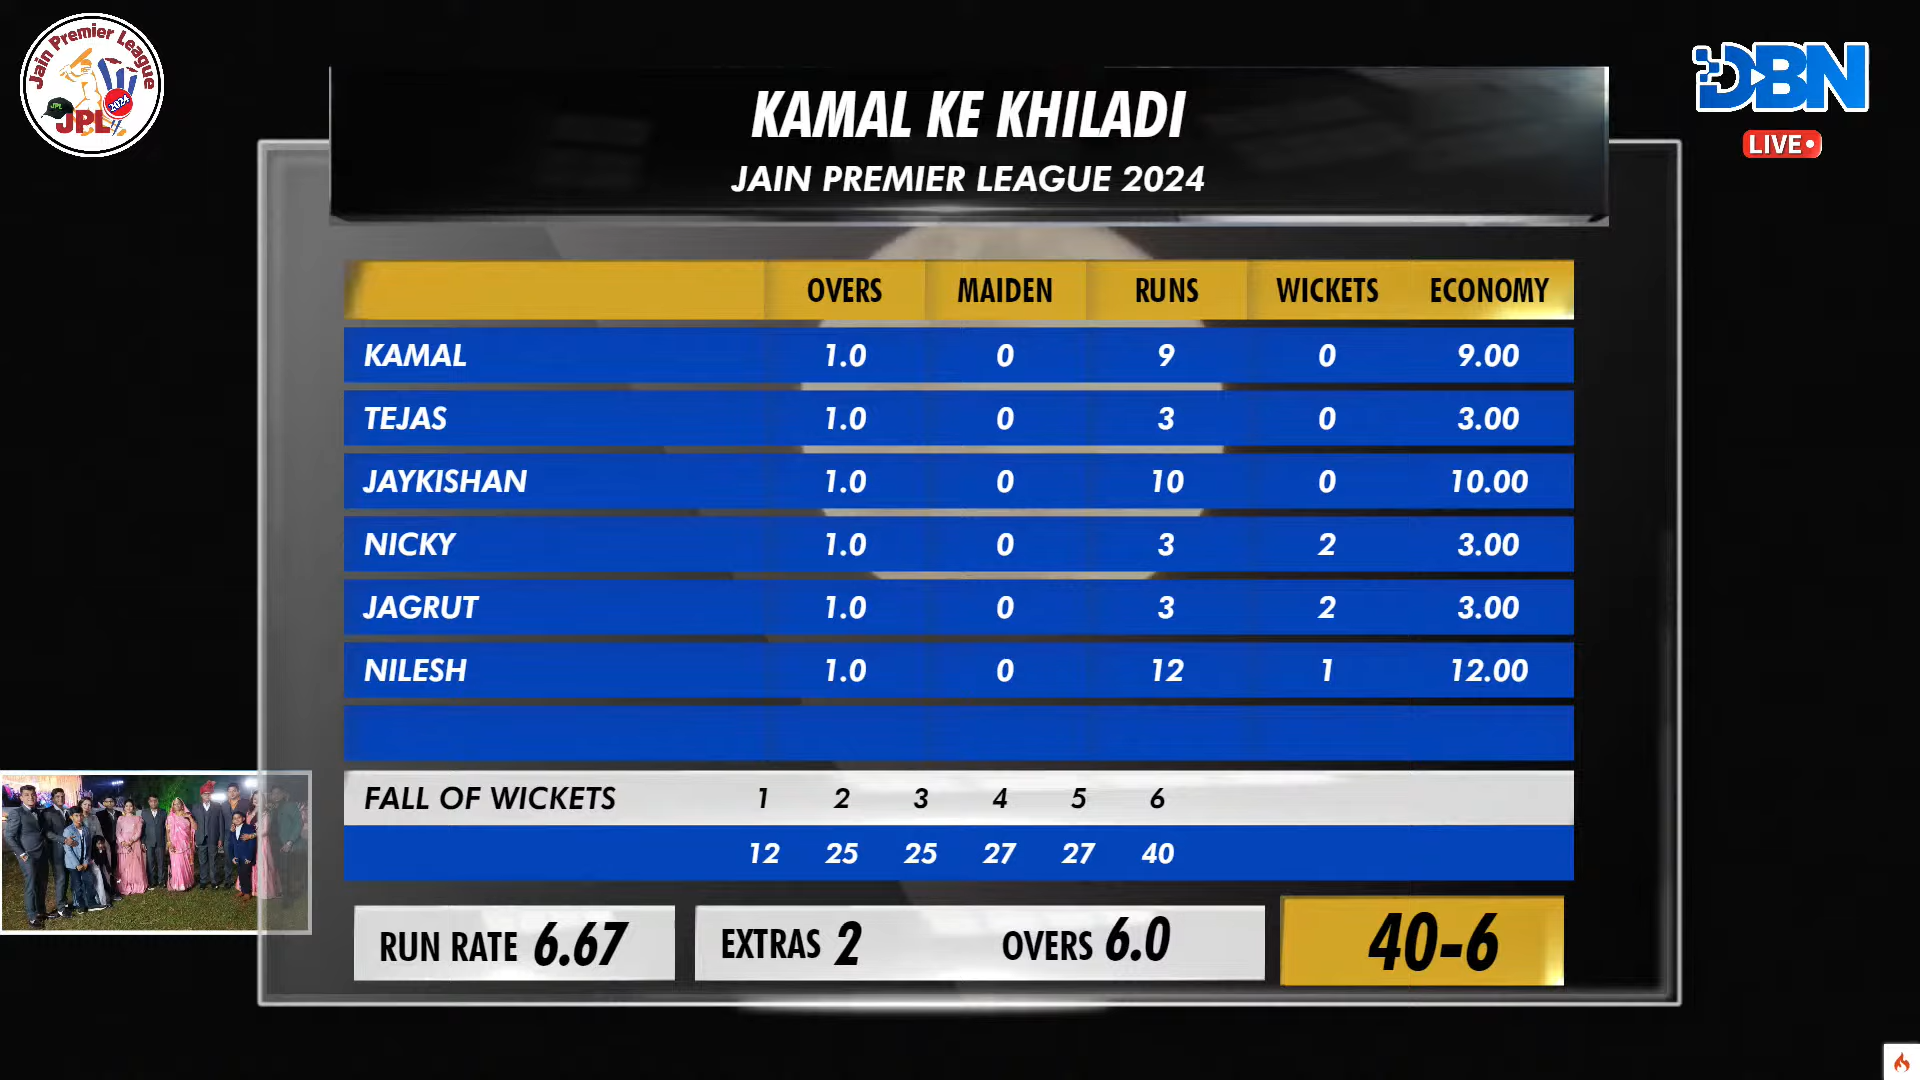 Jain Premier League
JPL
2024
JPL
DBN
LIVE
KAMAL KE KHILADI
JAIN PREMIER LEAGUE 2024
OVERS MAIDEN RUNS WICKETS ECONOMY
KAMAL 1.0 0 9 0 9.00
TEJAS 1.0 0 3 0 3.00
JAYKISHAN 1.0 0 10 0 10.00
NICKY 1.0 0 3 2 3.00
JAGRUT 1.0 0 3 2 3.00
NILESH 1.0 0 12 1 12.00
FALL OF WICKETS 1 2 3 4 5 6
12 25 25 27 27 40
RUN RATE 6.67 EXTRAS 2 OVERS 6.0 40-6